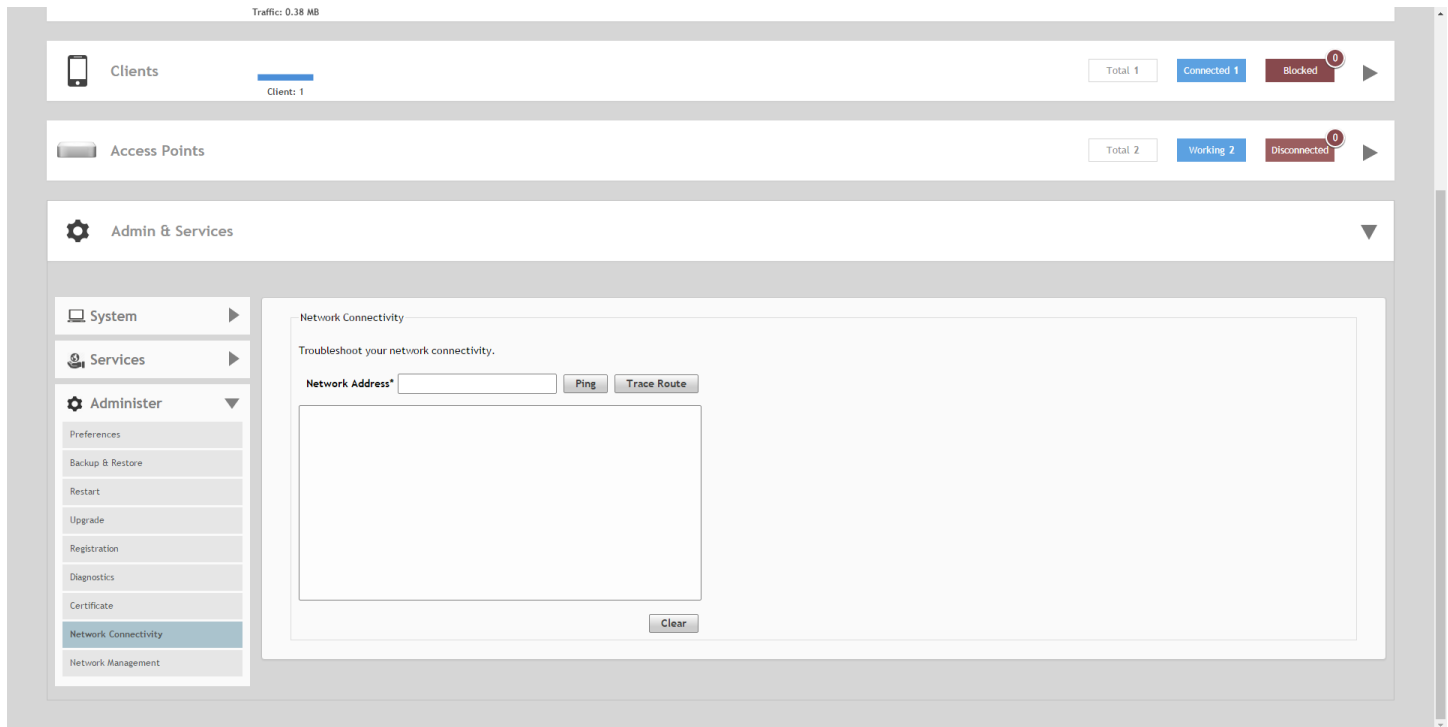 Traffic: 0.38 MB
Clients
Client: 1
Total 1
Connected 1
Blocked
0
Access Points
Total 2
Working 2
Disconnected
0
Admin & Services
System
Services
Administer
Preferences
Backup & Restore
Restart
Upgrade
Registration
Diagnostics
Certificate
Network Connectivity
Network Management
Network Connectivity
Troubleshoot your network connectivity.
Network Address* Ping Trace Route
Clear